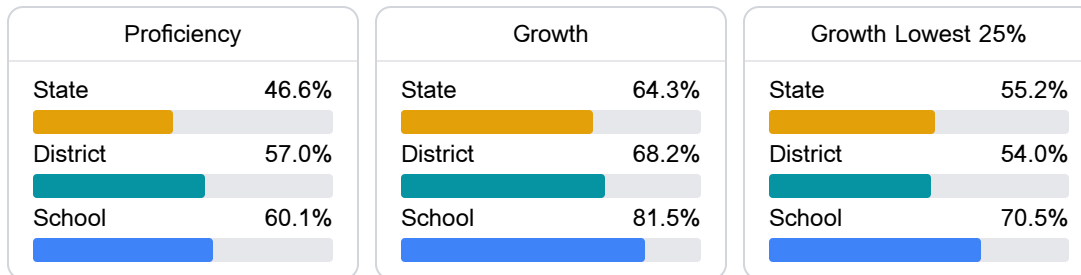 Proficiency
State 46.6%
District 57.0%
School 60.1%
Growth
State 64.3%
District 68.2%
School 81.5%
Growth Lowest 25%
State 55.2%
District 54.0%
School 70.5%